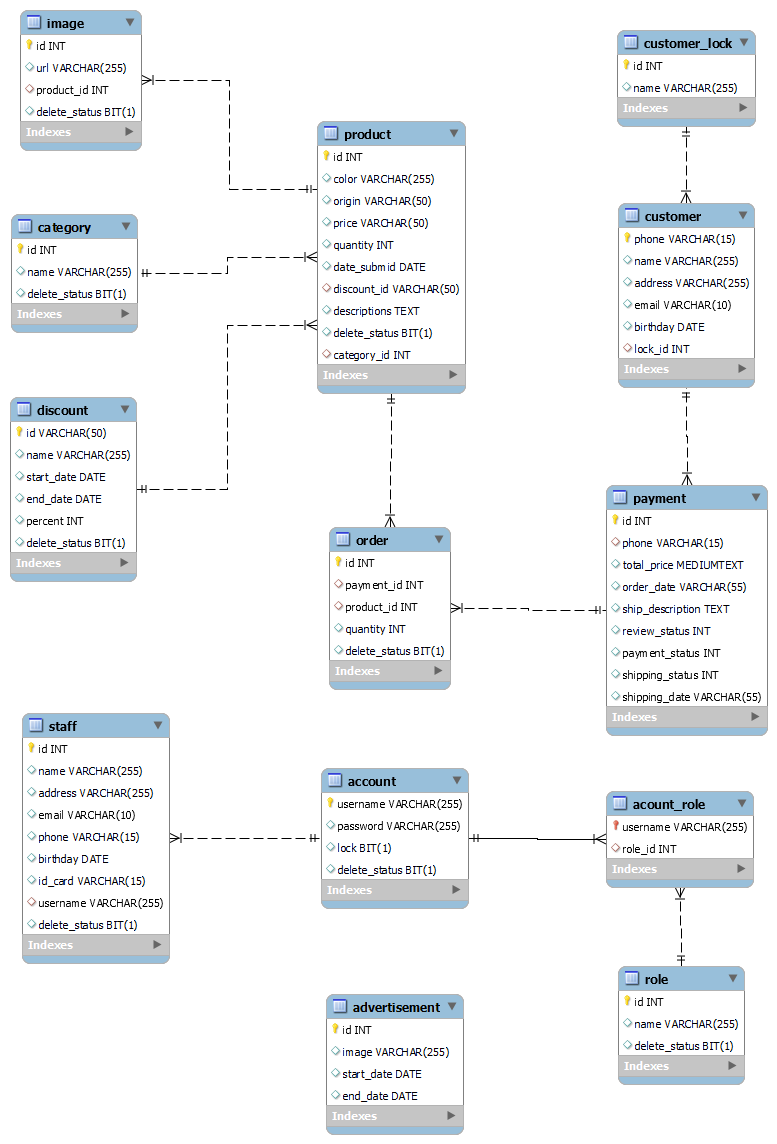 image
id INT
url VARCHAR(255)
product_id INT
delete_status BIT(1)
Indexes
category
id INT
name VARCHAR(255)
delete_status BIT(1)
Indexes
discount
id VARCHAR(50)
name VARCHAR(255)
start_date DATE
end_date DATE
percent INT
delete_status BIT(1)
Indexes
product
id INT
color VARCHAR(255)
origin VARCHAR(50)
price VARCHAR(50)
quantity INT
date_submid DATE
discount_id VARCHAR(50)
descriptions TEXT
delete_status BIT(1)
category_id INT
Indexes
customer_lock
id INT
name VARCHAR(255)
Indexes
customer
phone VARCHAR(15)
name VARCHAR(255)
address VARCHAR(255)
email VARCHAR(10)
birthday DATE
lock_id INT
Indexes
order
id INT
payment_id INT
product_id INT
quantity INT
delete_status BIT(1)
Indexes
payment
id INT
phone VARCHAR(15)
total_price MEDIUMTEXT
order_date VARCHAR(55)
ship_description TEXT
review_status INT
payment_status INT
shipping_status INT
shipping_date VARCHAR(55)
Indexes
staff
id INT
name VARCHAR(255)
address VARCHAR(255)
email VARCHAR(10)
phone VARCHAR(15)
birthday DATE
id_card VARCHAR(15)
username VARCHAR(255)
delete_status BIT(1)
Indexes
account
username VARCHAR(255)
password VARCHAR(255)
lock BIT(1)
delete_status BIT(1)
Indexes
acount_role
username VARCHAR(255)
role_id INT
Indexes
role
id INT
name VARCHAR(255)
delete_status BIT(1)
Indexes
advertisement
id INT
image VARCHAR(255)
start_date DATE
end_date DATE
Indexes